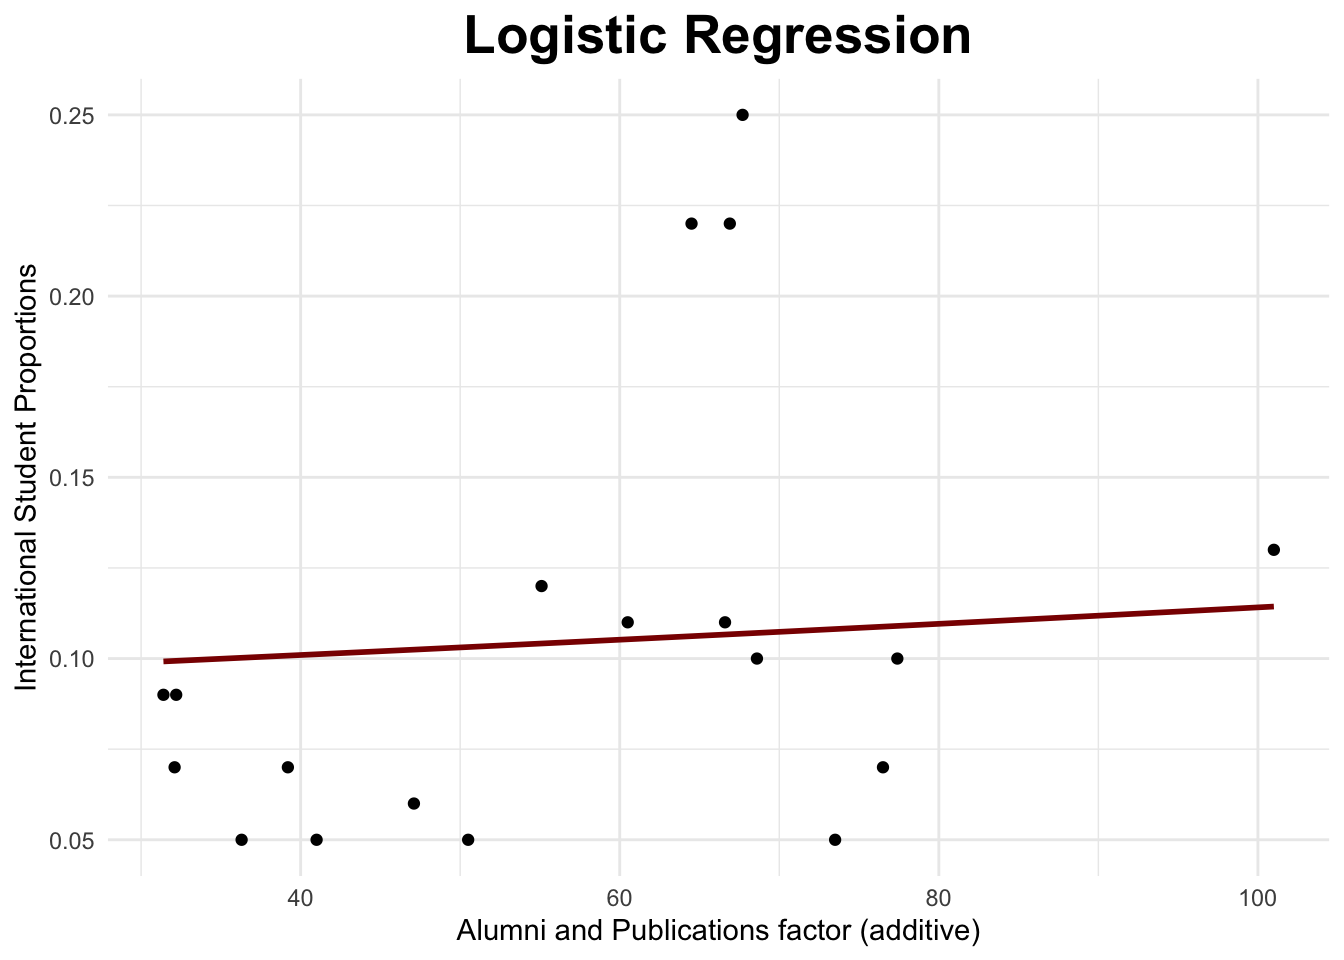 Logistic Regression
International Student Proportions
0.25
0.20
0.15
0.10
0.05
40 60 80 100
Alumni and Publications factor (additive)